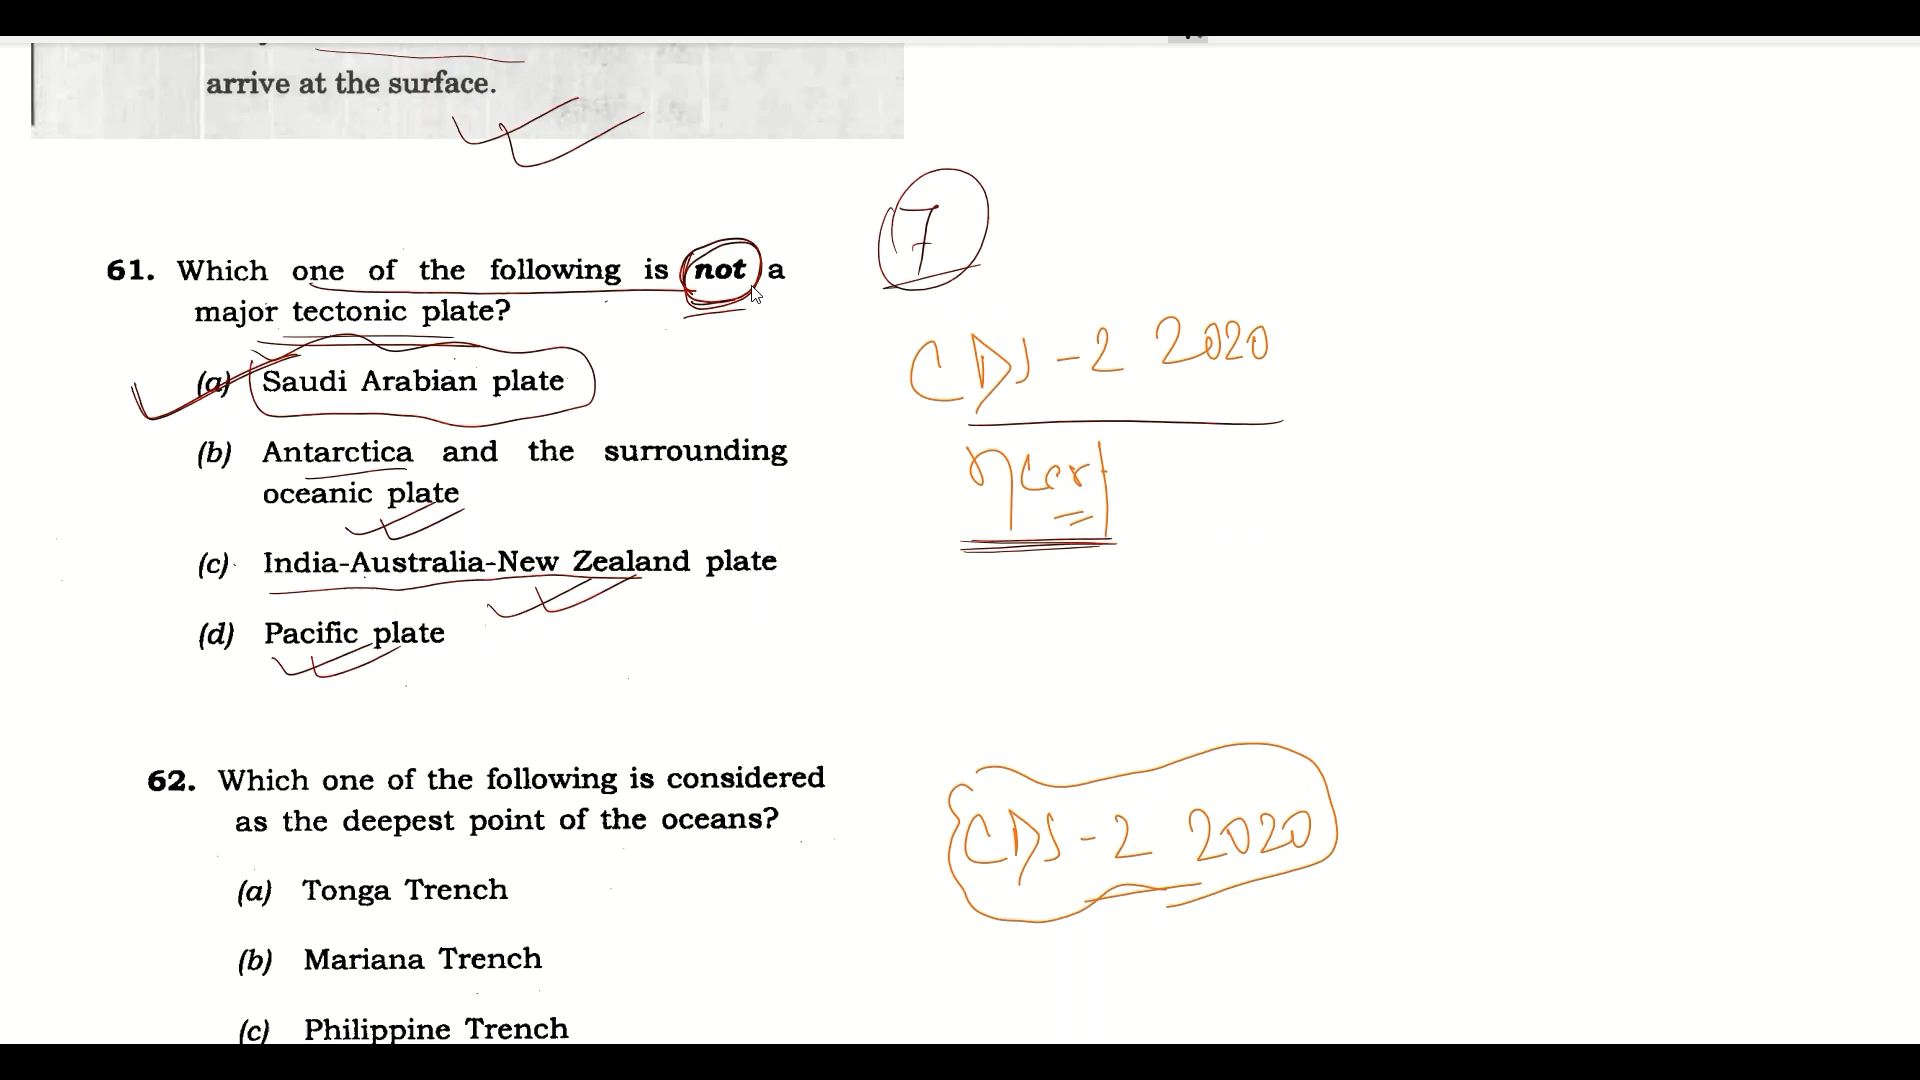 arrive at the surface.
7
61. Which one of the following is not a
major tectonic plate?
CDS-2 2020
(a) Saudi Arabian plate
(b) Antarctica and the surrounding
oceanic plate
ncert
(c) India-Australia-New Zealand plate
(d) Pacific plate
62. Which one of the following is considered
as the deepest point of the oceans?
CDS-2 2020
(a) Tonga Trench
(b) Mariana Trench
(c) Philippine Trench